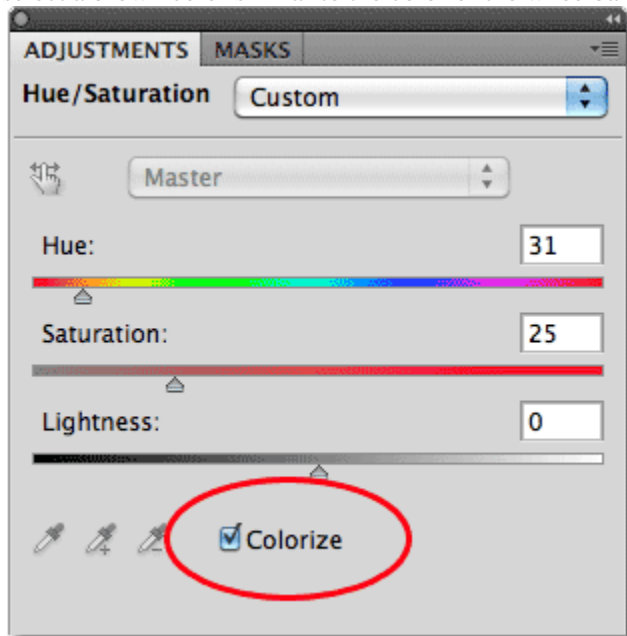 ADJUSTMENTS MASKS
Hue/Saturation Custom
Master
Hue: 31
Saturation: 25
Lightness: 0
Colorize